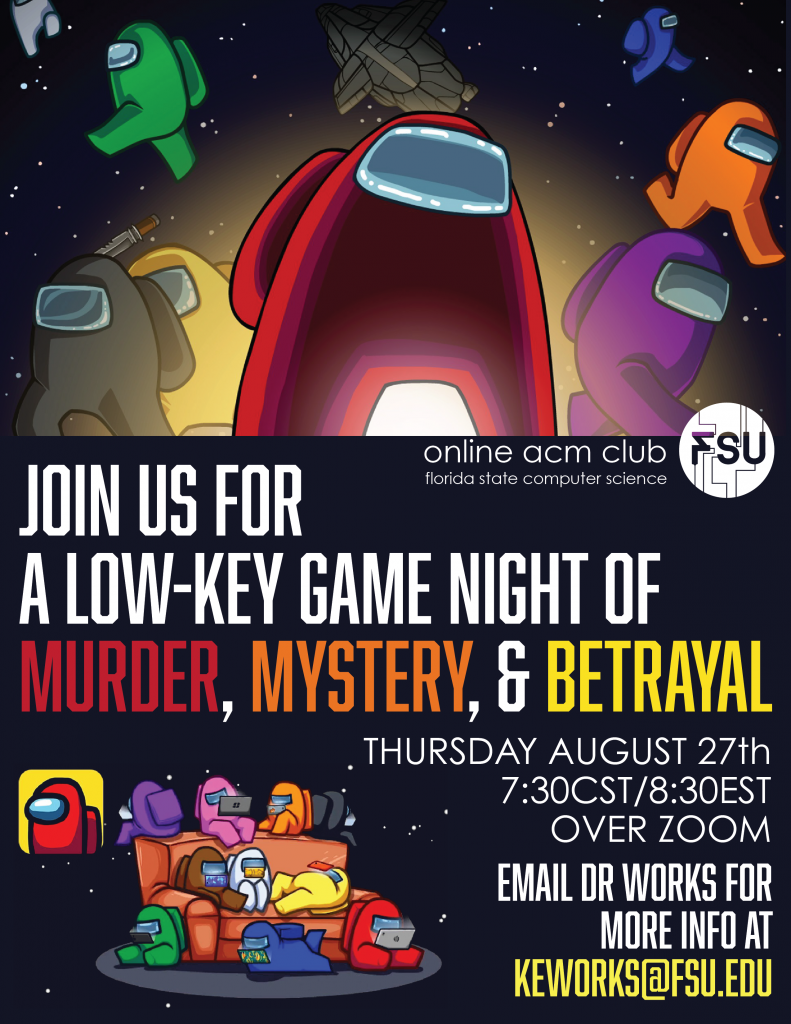 online acm club
florida state computer science
FSU
JOIN US FOR
A LOW-KEY GAME NIGHT OF
MURDER, MYSTERY, & BETRAYAL
THURSDAY AUGUST 27th
7:30CST/8:30EST
OVER ZOOM
EMAIL DR WORKS FOR
MORE INFO AT
KEWORKS@FSU.EDU